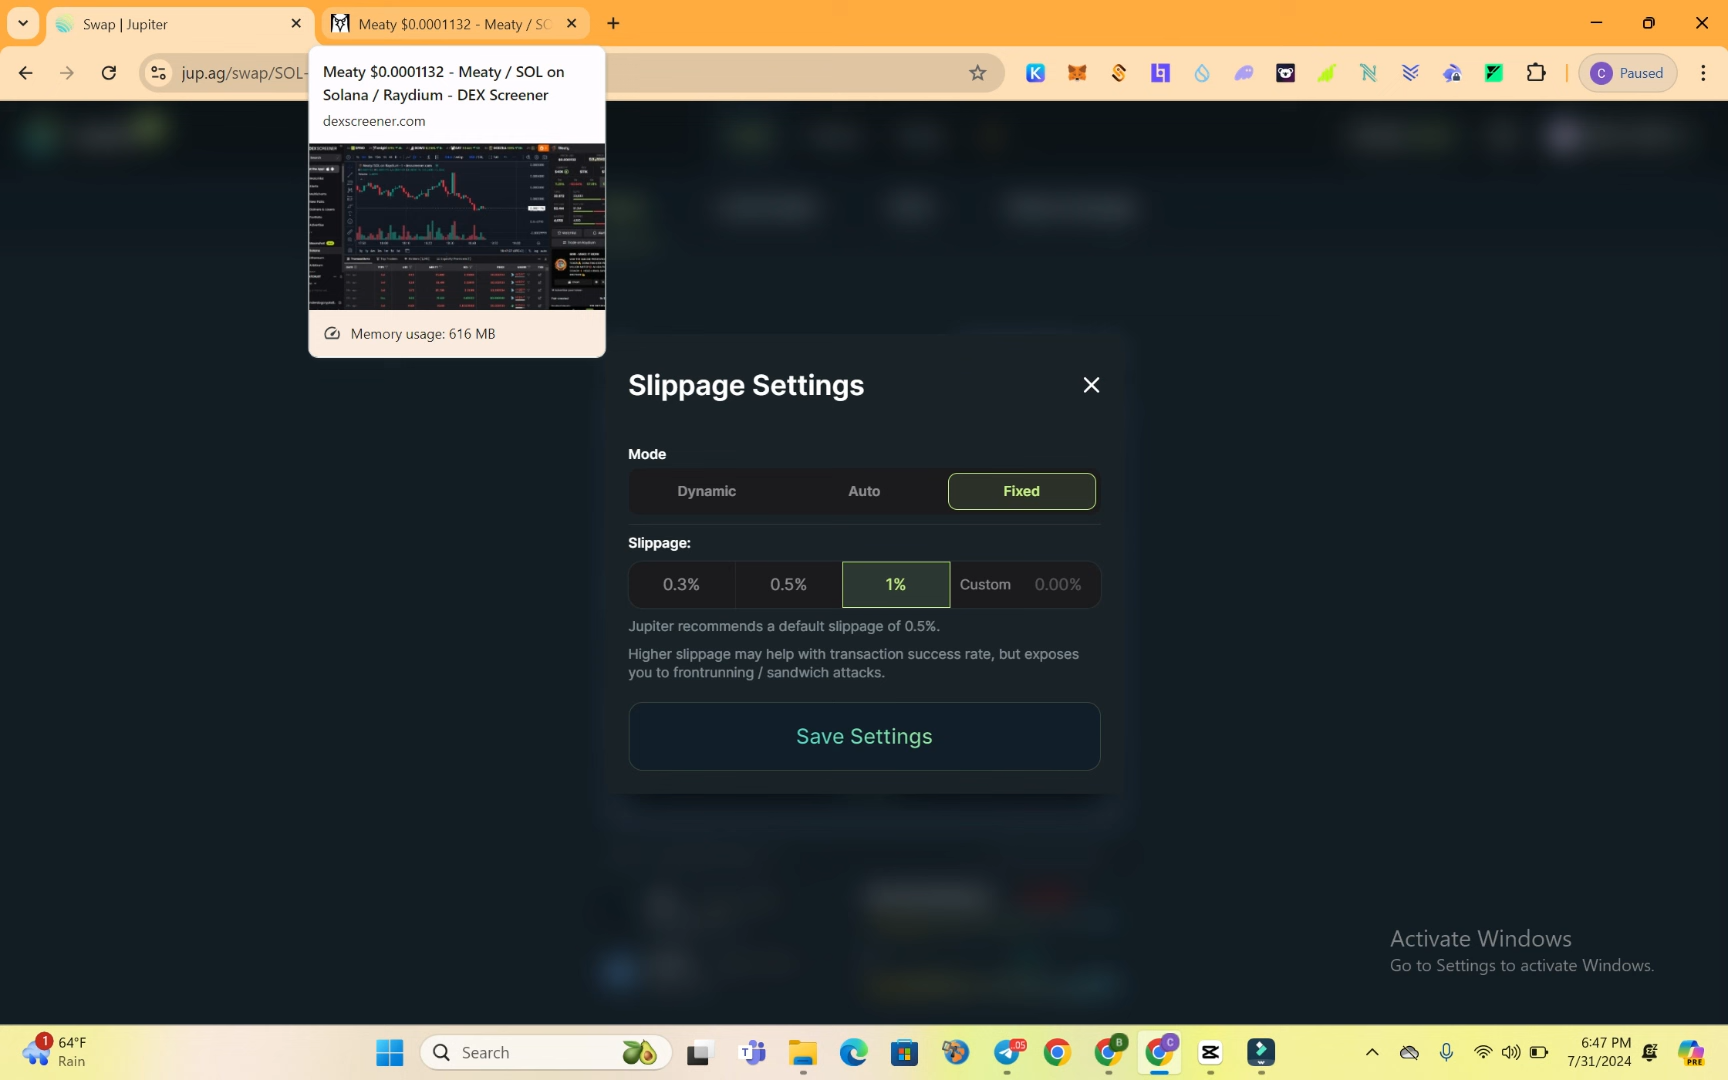 Swap | Jupiter
Meaty $0.0001132 - Meaty / SO
jup.ag/swap/SOL-
Paused
C
Meaty $0.0001132 - Meaty / SOL on
Solana / Raydium - DEX Screener
dexscreener.com
Memory usage: 616 MB
Slippage Settings
Mode
Dynamic
Auto
Fixed
Slippage:
0.3%
0.5%
1%
Custom
0.00%
Jupiter recommends a default slippage of 0.5%.
Higher slippage may help with transaction success rate, but exposes
you to frontrunning / sandwich attacks.
Save Settings
Activate Windows
Go to Settings to activate Windows.
1
64°F
Rain
Search
T
.05
B
C
6:47 PM
7/31/2024
PRE